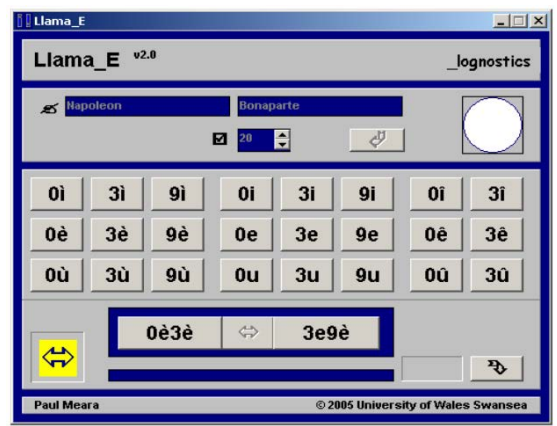 Llama_E
Llama_E v2.0 _lognostics
Napoleon Bonaparte
20
0ì 3ì 9ì 0i 3i 9i 0î 3î
0è 3è 9è 0e 3e 9e 0ê 3ê
0ù 3ù 9ù 0u 3u 9u 0û 3û
0è3è 3e9è
Paul Meara © 2005 University of Wales Swansea